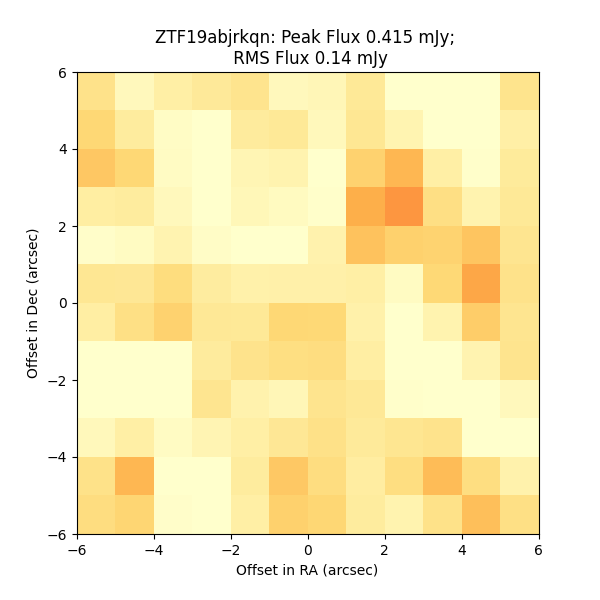 ZTF19abjrkqn: Peak Flux 0.415 mJy;
RMS Flux 0.14 mJy
6
4
2
0
−2
−4
−6
Offset in Dec (arcsec)
−6 −4 −2 0 2 4 6
Offset in RA (arcsec)